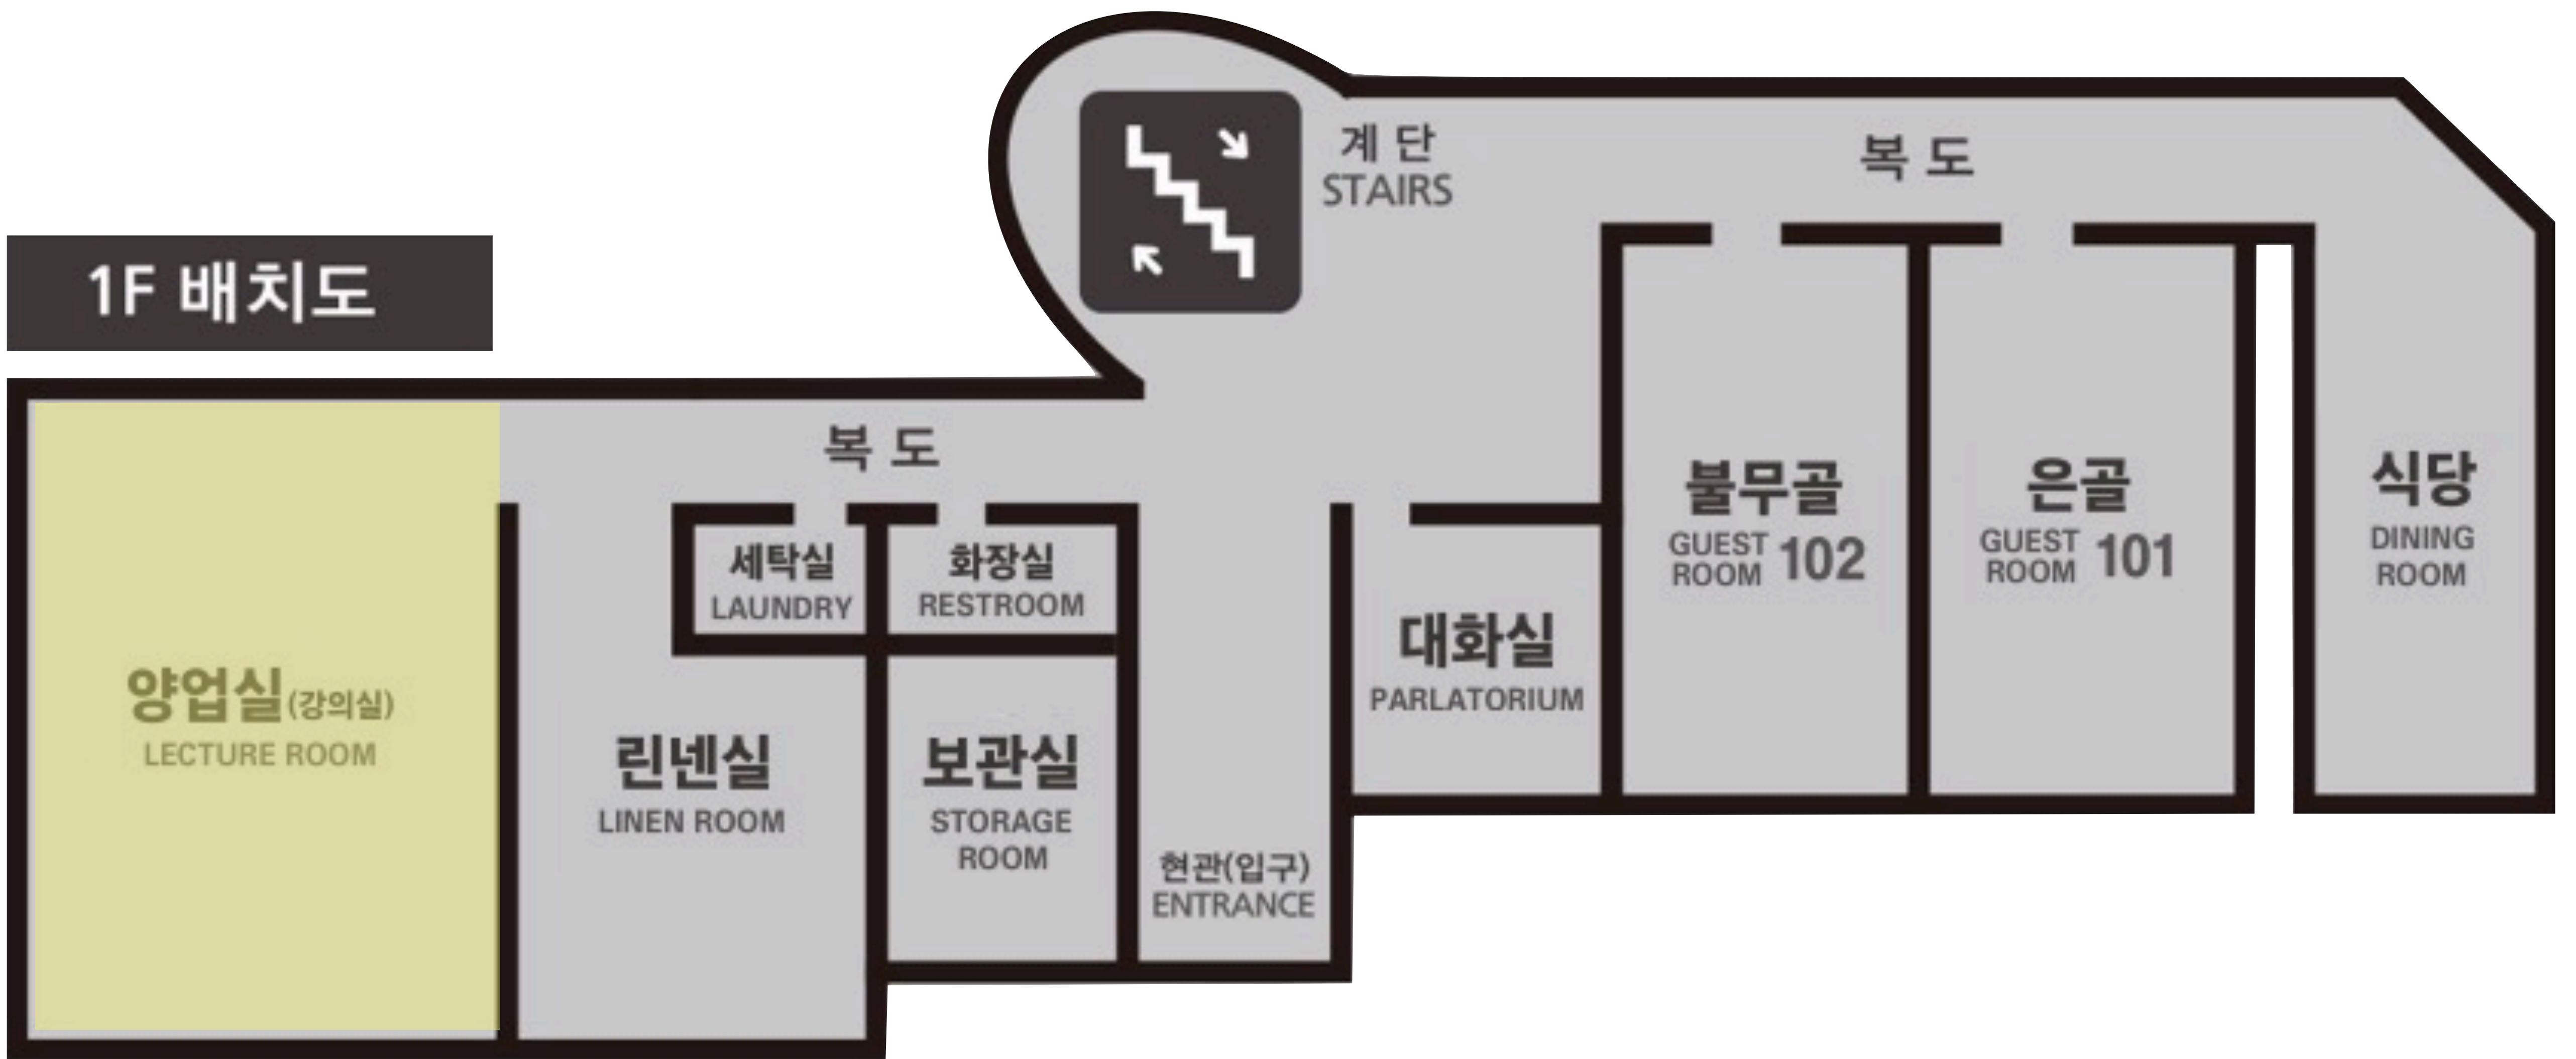 1F 배치도
계 단
STAIRS
복 도
복 도
양업실(강의실)
LECTURE ROOM
린넨실
LINEN ROOM
세탁실
LAUNDRY
화장실
RESTROOM
보관실
STORAGE
ROOM
현관(입구)
ENTRANCE
대화실
PARLATORIUM
불무골
GUEST
ROOM 102
은골
GUEST
ROOM 101
식당
DINING
ROOM